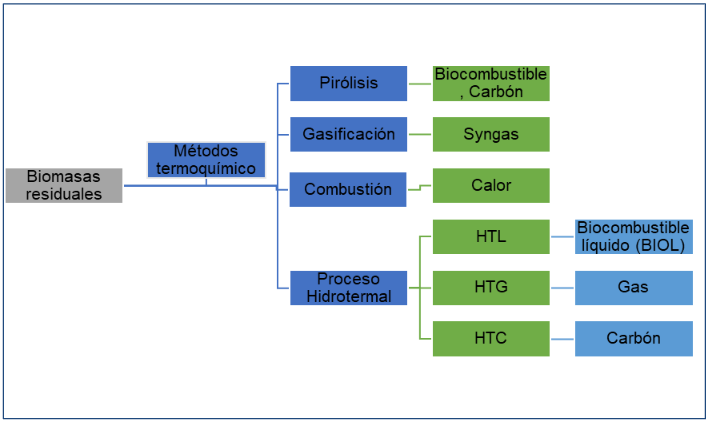 Biomasas
residuales
Métodos
termoquímico
Pirólisis
Biocombustible
, Carbón
Gasificación
Syngas
Combustión
Calor
Proceso
Hidrotermal
HTL
Biocombustible
líquido (BIOL)
HTG
Gas
HTC
Carbón